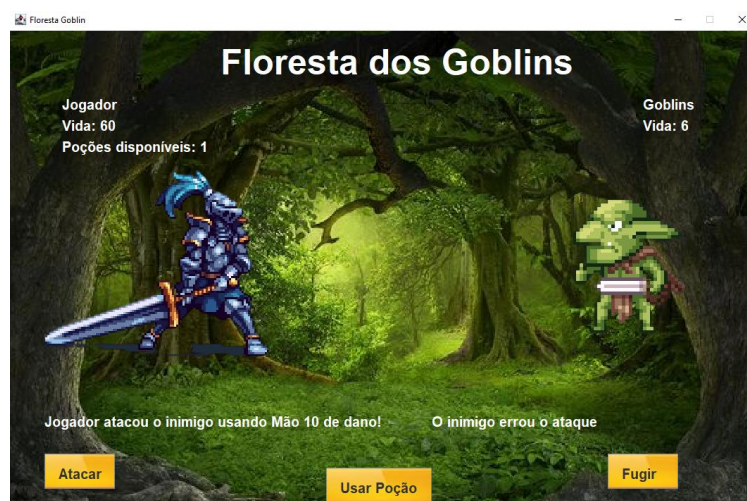 Floresta Goblin
Floresta dos Goblins
Jogador
Vida: 60
Poções disponíveis: 1
Goblins
Vida: 6
Jogador atacou o inimigo usando Mão 10 de dano!
O inimigo errou o ataque
Atacar
Usar Poção
Fugir